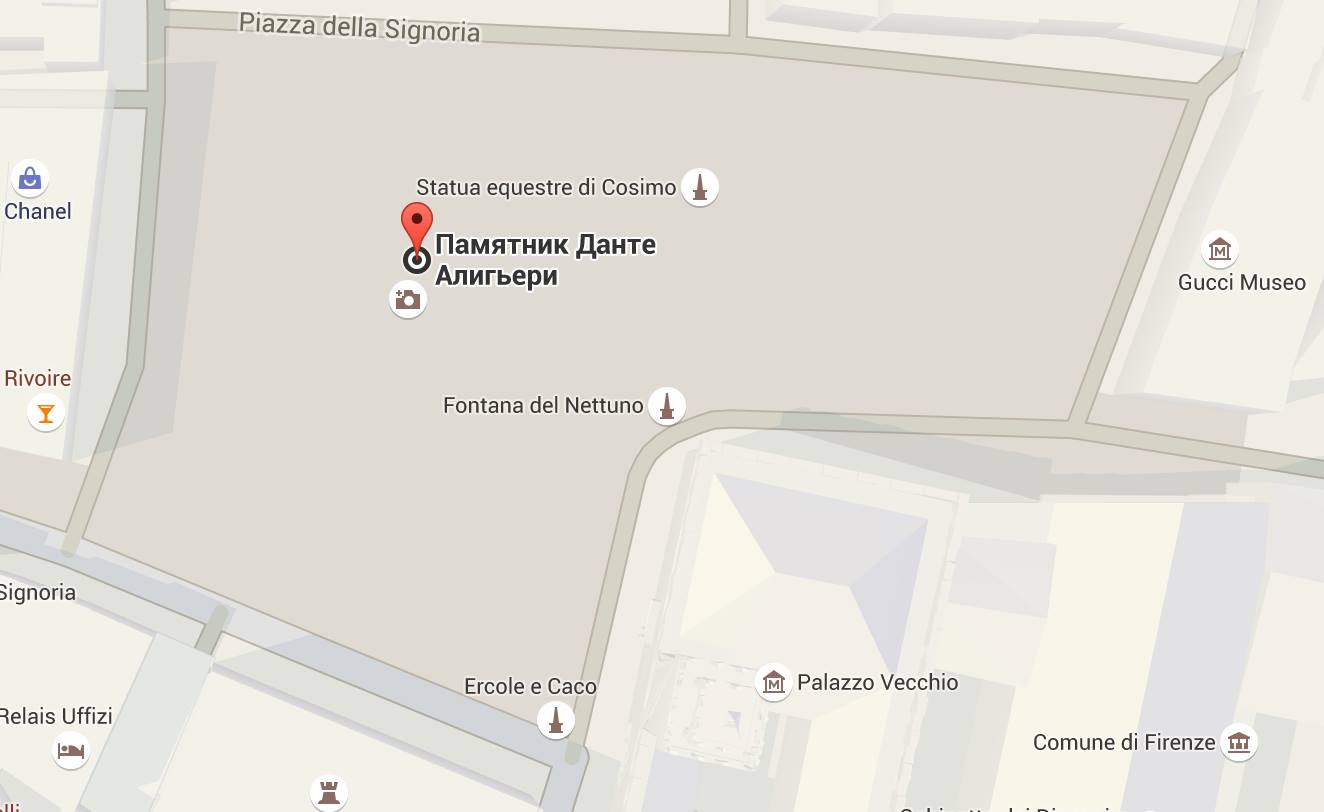 Piazza della Signoria
Statua equestre di Cosimo
Chanel
Памятник Данте
Алигьери
Gucci Museo
Rivoire
Fontana del Nettuno
Signoria
Ercole e Caco
Palazzo Vecchio
Relais Uffizi
Comune di Firenze